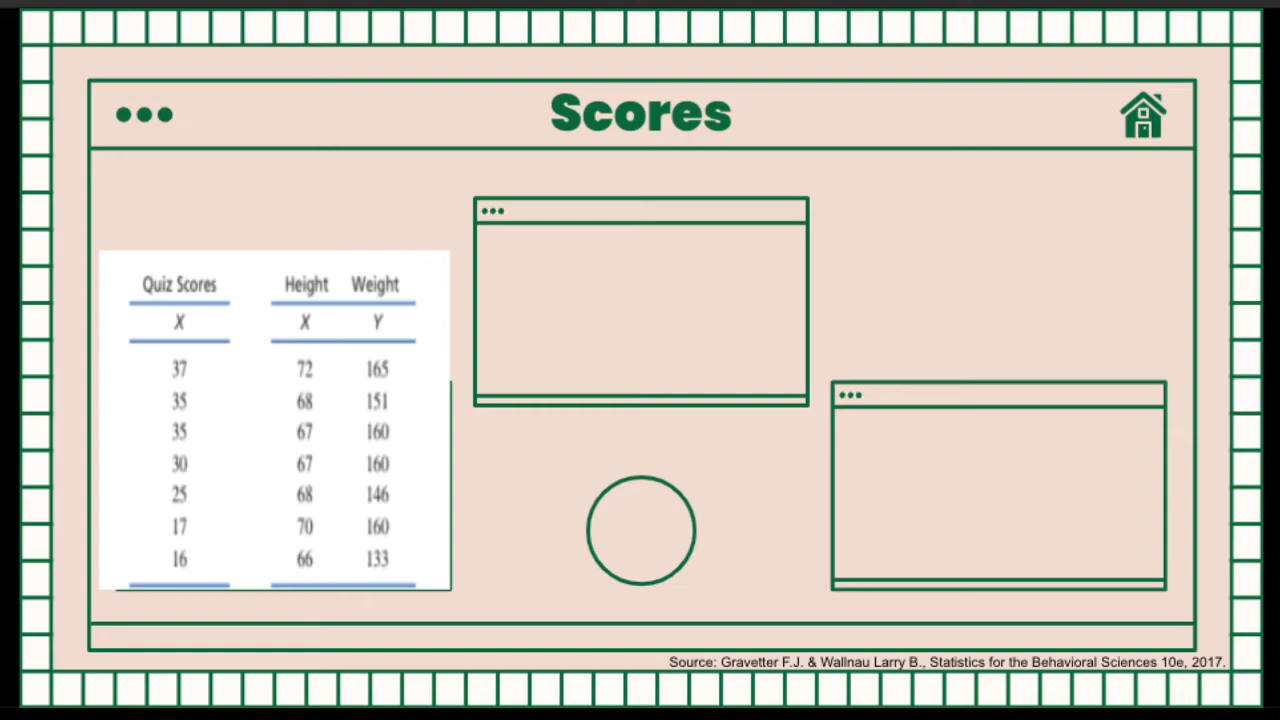 Scores
Quiz Scores Height Weight
X X Y
37 72 165
35 68 151
35 67 160
30 67 160
25 68 146
17 70 160
16 66 133
Source: Gravetter F.J. & Wallnau Larry B., Statistics for the Behavioral Sciences 10e, 2017.